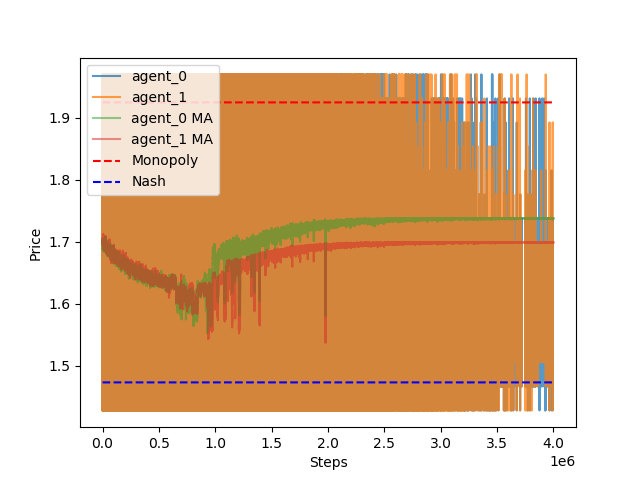 agent_0
agent_1
agent_0 MA
agent_1 MA
Monopoly
Nash
1.9
1.8
1.7
1.6
1.5
Price
0.0 0.5 1.0 1.5 2.0 2.5 3.0 3.5 4.0
1e6
Steps